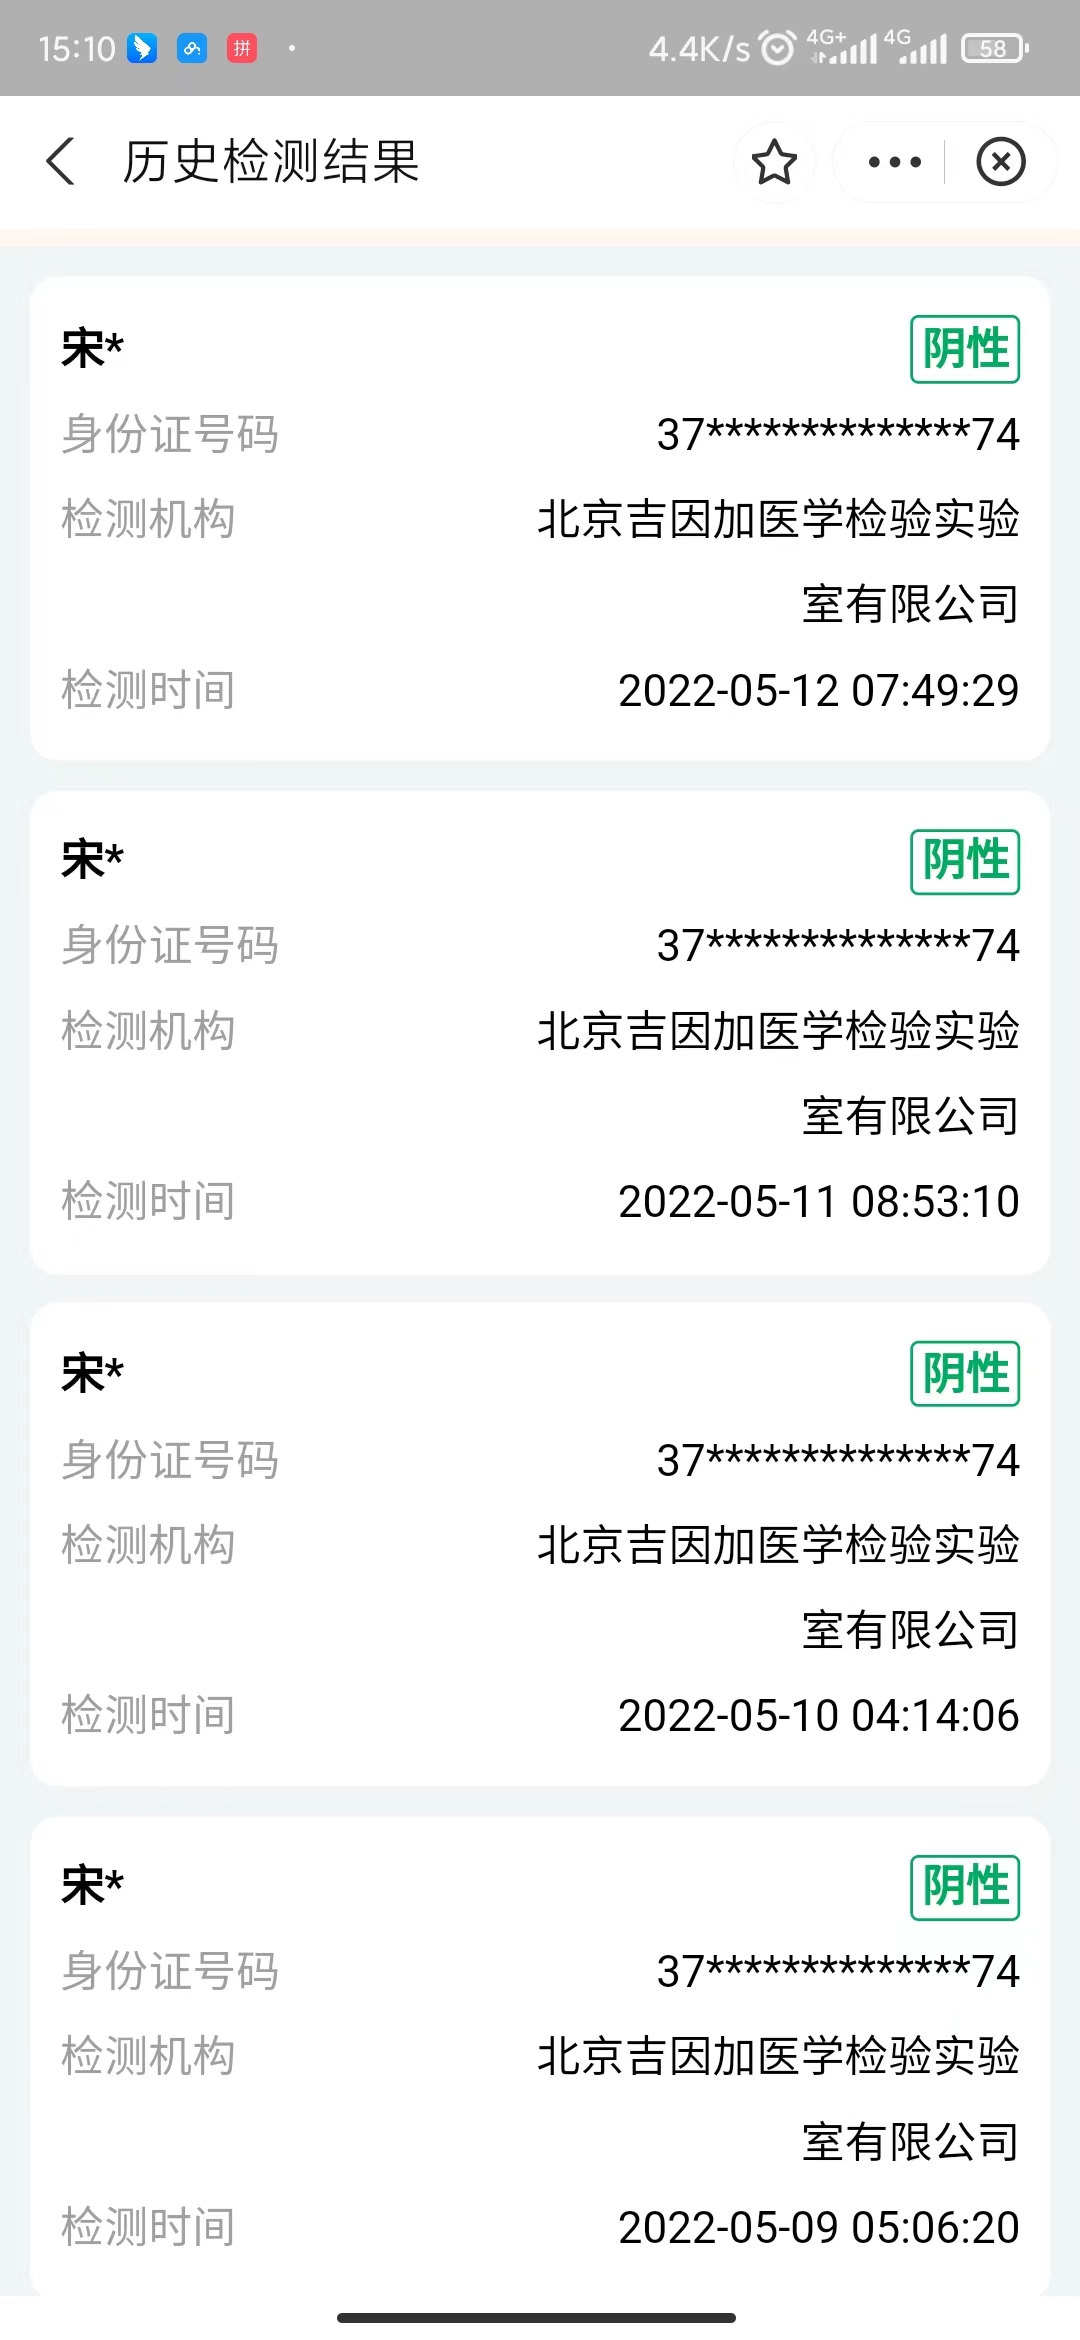 15:10 拼 4.4K/s 4G+ 4G 58
历史检测结果
宋* 阴性
身份证号码 37**************74
检测机构 北京吉因加医学检验实验
室有限公司
检测时间 2022-05-12 07:49:29
宋* 阴性
身份证号码 37**************74
检测机构 北京吉因加医学检验实验
室有限公司
检测时间 2022-05-11 08:53:10
宋* 阴性
身份证号码 37**************74
检测机构 北京吉因加医学检验实验
室有限公司
检测时间 2022-05-10 04:14:06
宋* 阴性
身份证号码 37**************74
检测机构 北京吉因加医学检验实验
室有限公司
检测时间 2022-05-09 05:06:20